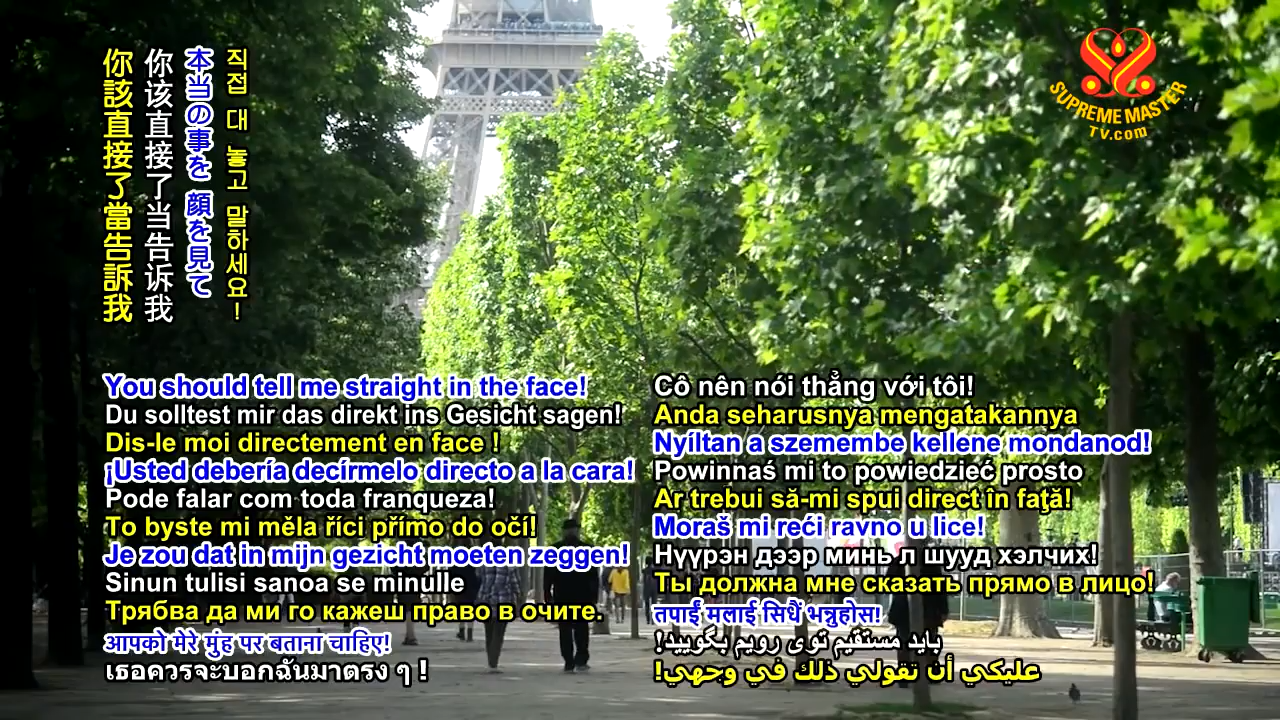 你該直接了當告訴我
你该直接了当告诉我
本当の事を 顔を見て
직접 대 놓고 말하세요!
SUPREME MASTER
TV.com
You should tell me straight in the face!
Du solltest mir das direkt ins Gesicht sagen!
Dis-le moi directement en face !
¡Usted debería decírmelo directo a la cara!
Pode falar com toda franqueza!
To byste mi měla říci přímo do očí!
Je zou dat in mijn gezicht moeten zeggen!
Sinun tulisi sanoa se minulle
Трябва да ми го кажеш право в очите.
आपको मेरे मुंह पर बताना चाहिए!
เธอควรจะบอกฉันมาตรง ๆ !
Cô nên nói thẳng với tôi!
Anda seharusnya mengatakannya
Nyíltan a szemembe kellene mondanod!
Powinnaś mi to powiedzieć prosto
Ar trebui să-mi spui direct în faţă!
Moraš mi reći ravno u lice!
Нүүрэн дээр минь л шууд хэлчих!
Ты должна мне сказать прямо в лицо!
तपाईं मलाई सिधैं भन्नुहोस!
باید مستقیم توی رویم بگویید!
عليكي أن تقولي ذلك في وجهي!